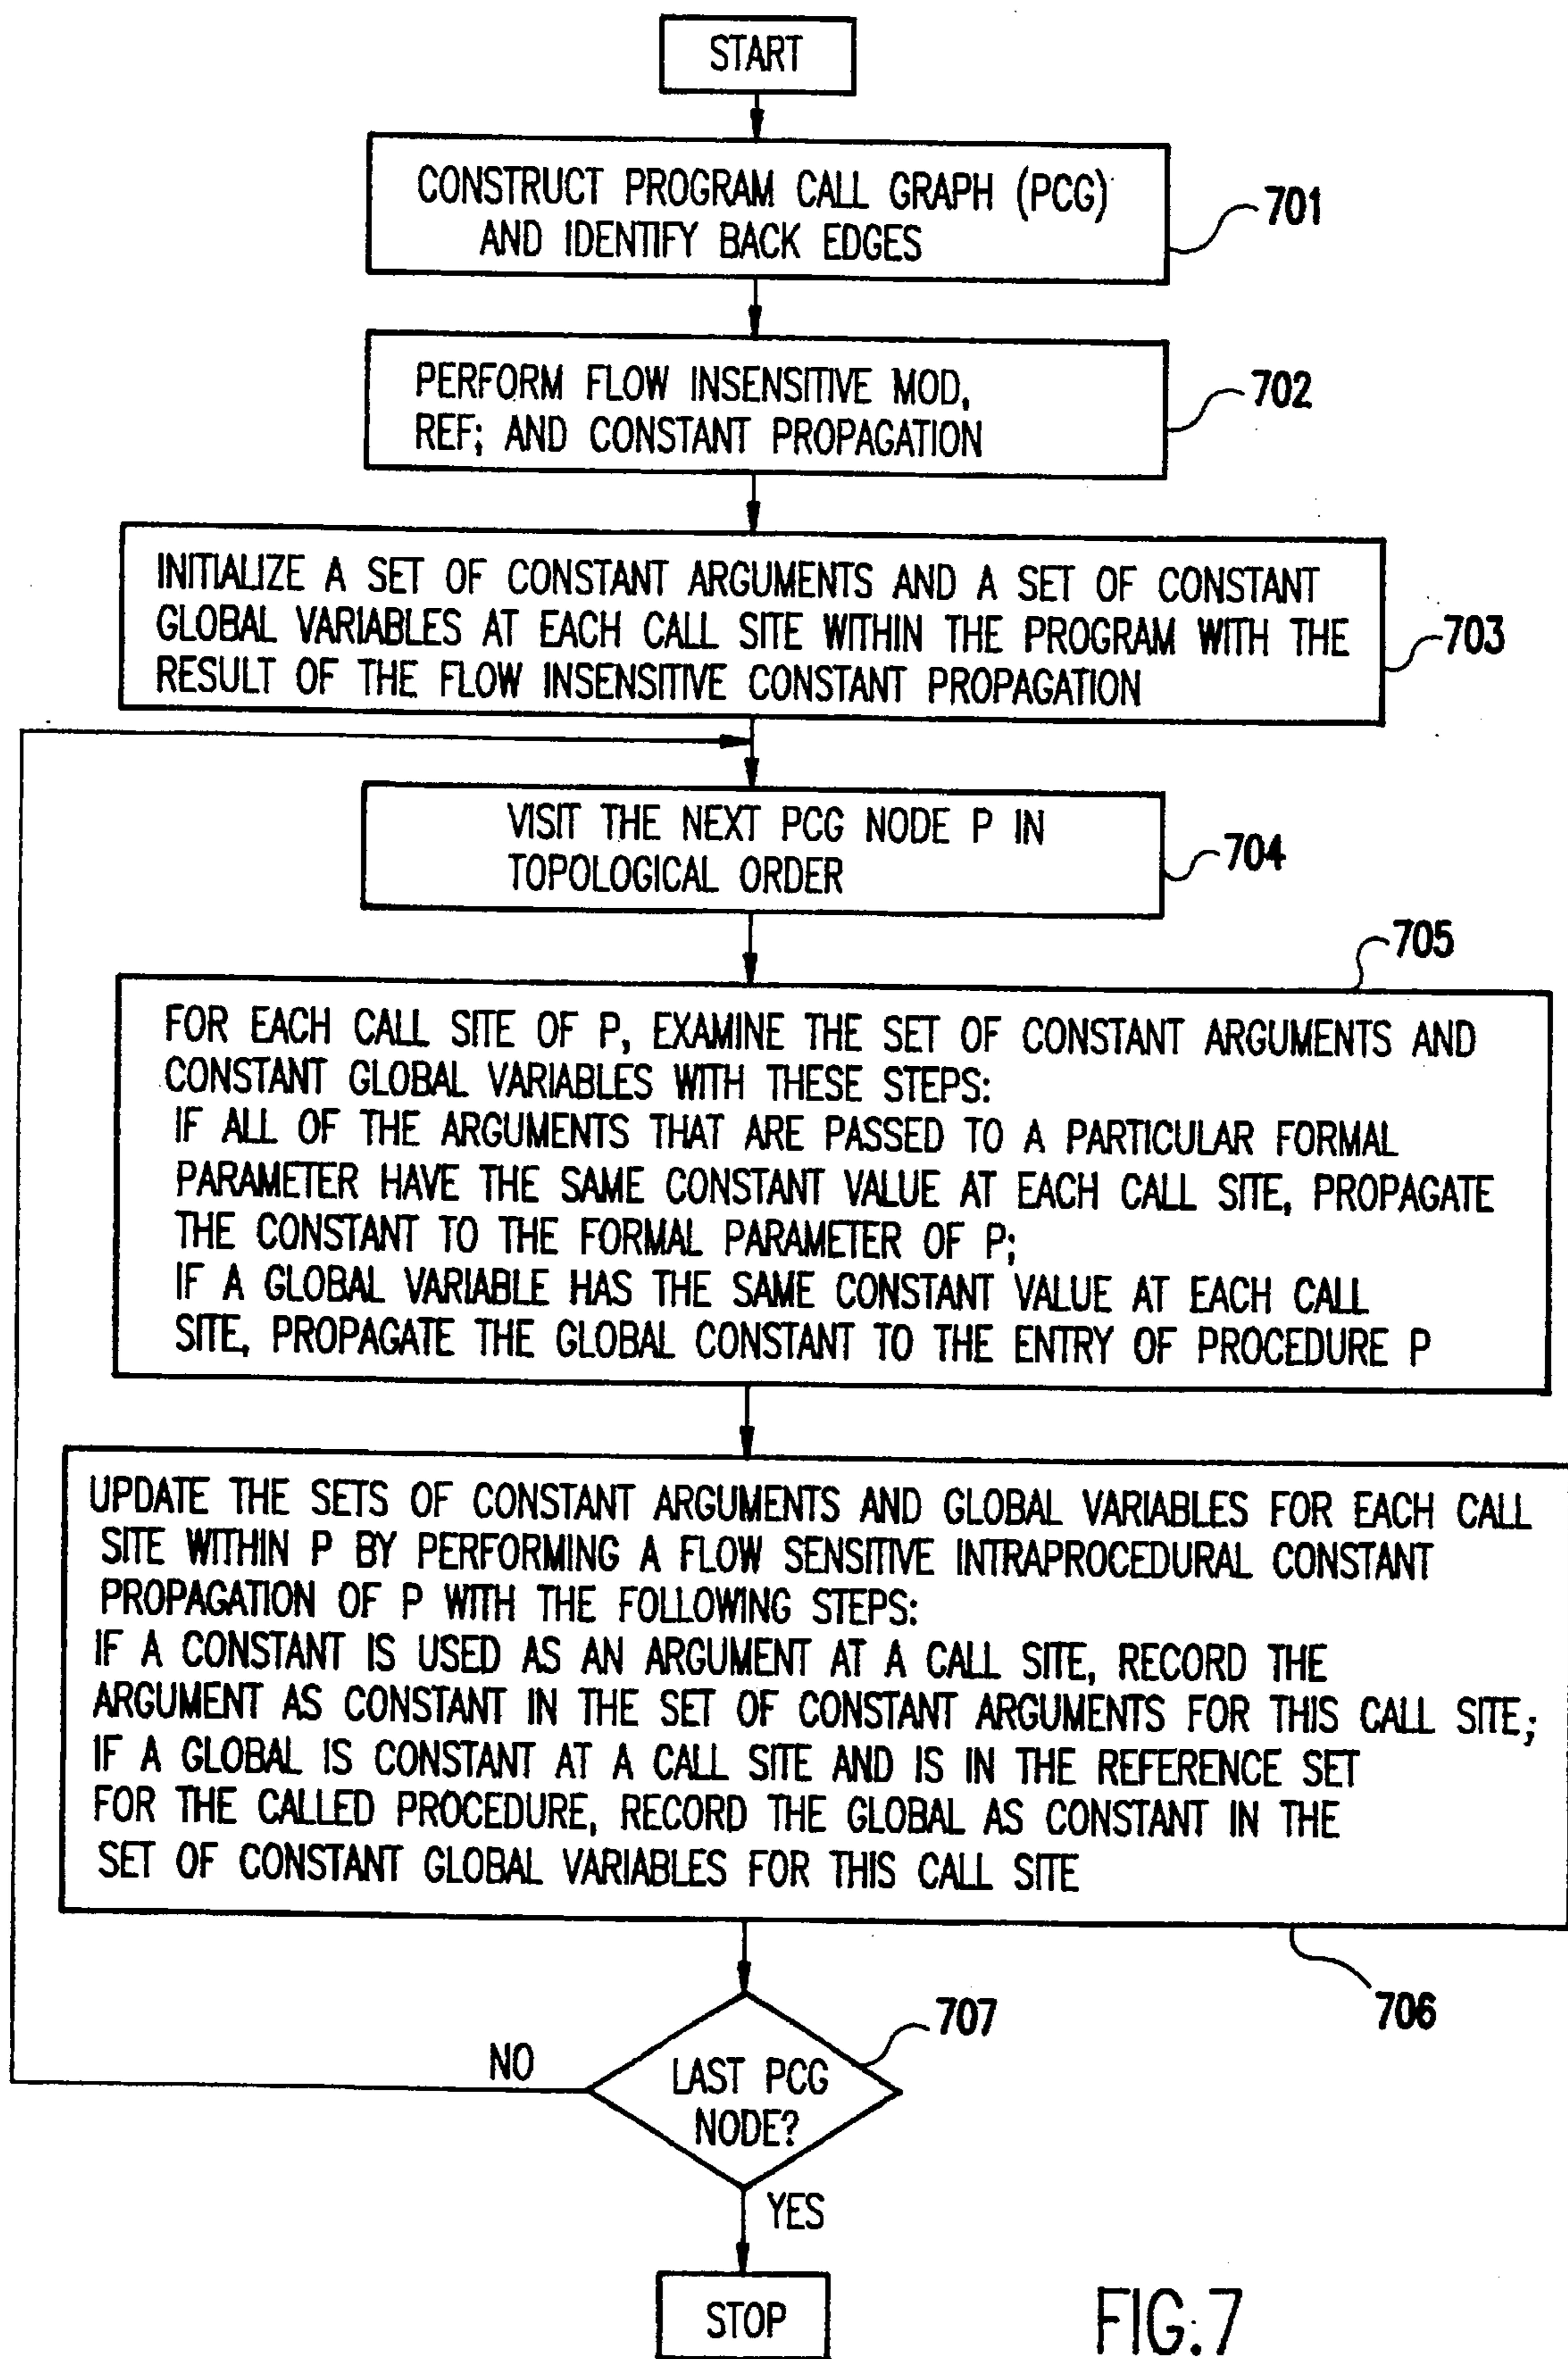 START
CONSTRUCT PROGRAM CALL GRAPH (PCG)
AND IDENTIFY BACK EDGES
701
PERFORM FLOW INSENSITIVE MOD,
REF; AND CONSTANT PROPAGATION
702
INITIALIZE A SET OF CONSTANT ARGUMENTS AND A SET OF CONSTANT
GLOBAL VARIABLES AT EACH CALL SITE WITHIN THE PROGRAM WITH THE
RESULT OF THE FLOW INSENSITIVE CONSTANT PROPAGATION
703
VISIT THE NEXT PCG NODE P IN
TOPOLOGICAL ORDER
704
705
FOR EACH CALL SITE OF P, EXAMINE THE SET OF CONSTANT ARGUMENTS AND
CONSTANT GLOBAL VARIABLES WITH THESE STEPS:
IF ALL OF THE ARGUMENTS THAT ARE PASSED TO A PARTICULAR FORMAL
PARAMETER HAVE THE SAME CONSTANT VALUE AT EACH CALL SITE, PROPAGATE
THE CONSTANT TO THE FORMAL PARAMETER OF P;
IF A GLOBAL VARIABLE HAS THE SAME CONSTANT VALUE AT EACH CALL
SITE, PROPAGATE THE GLOBAL CONSTANT TO THE ENTRY OF PROCEDURE P
UPDATE THE SETS OF CONSTANT ARGUMENTS AND GLOBAL VARIABLES FOR EACH CALL
SITE WITHIN P BY PERFORMING A FLOW SENSITIVE INTRAPROCEDURAL CONSTANT
PROPAGATION OF P WITH THE FOLLOWING STEPS:
IF A CONSTANT IS USED AS AN ARGUMENT AT A CALL SITE, RECORD THE
ARGUMENT AS CONSTANT IN THE SET OF CONSTANT ARGUMENTS FOR THIS CALL SITE;
IF A GLOBAL IS CONSTANT AT A CALL SITE AND IS IN THE REFERENCE SET
FOR THE CALLED PROCEDURE, RECORD THE GLOBAL AS CONSTANT IN THE
SET OF CONSTANT GLOBAL VARIABLES FOR THIS CALL SITE
706
707
NO
LAST PCG
NODE?
YES
STOP
FIG.7